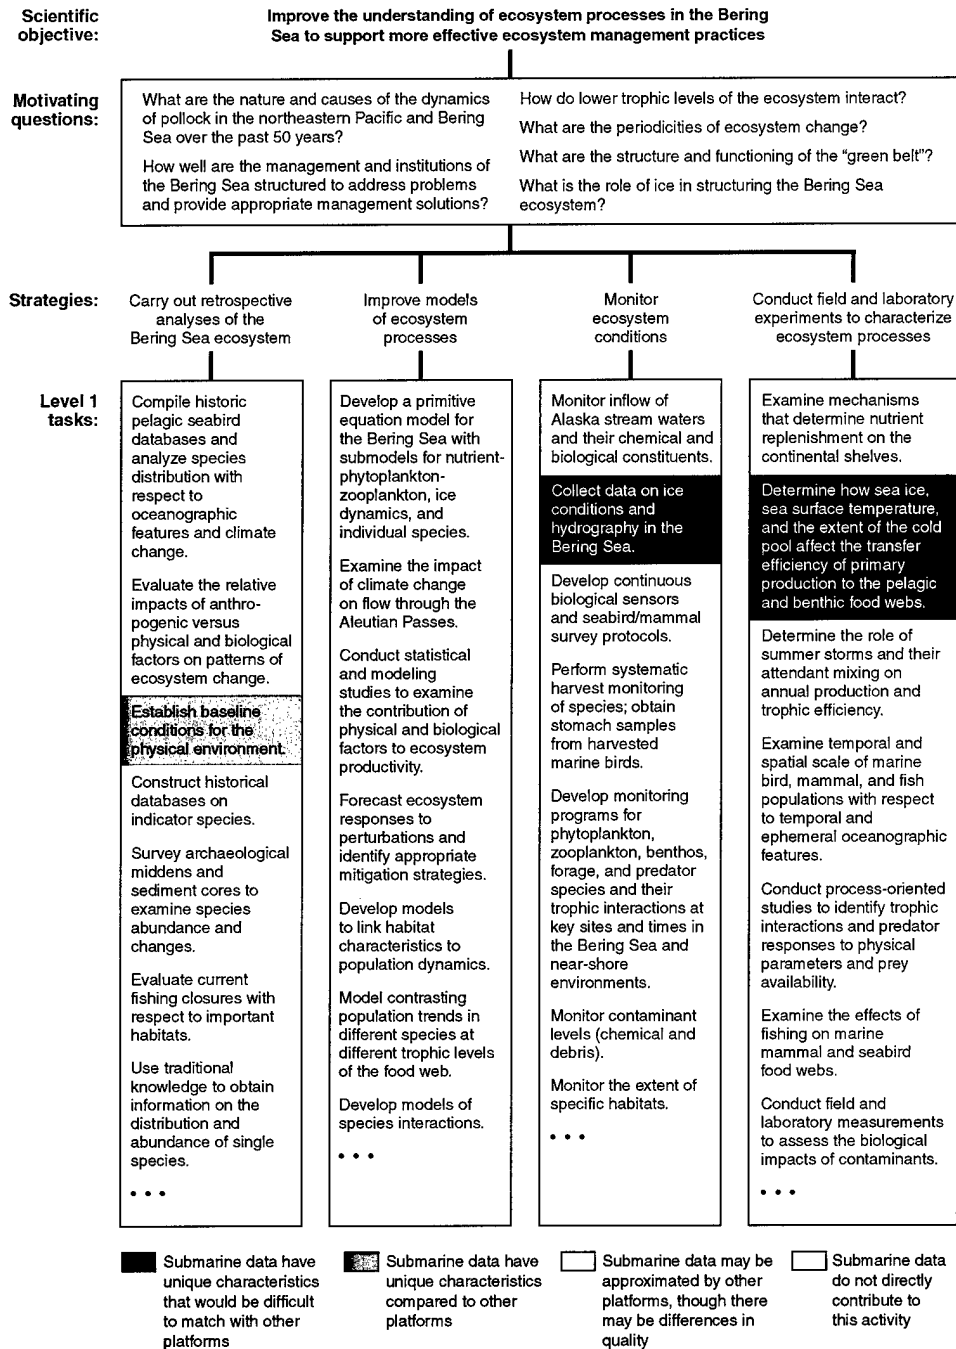 Scientific
objective:
Improve the understanding of ecosystem processes in the Bering
Sea to support more effective ecosystem management practices
Motivating
questions:
What are the nature and causes of the dynamics
of pollock in the northeastern Pacific and Bering
Sea over the past 50 years?
How well are the management and institutions of
the Bering Sea structured to address problems
and provide appropriate management solutions?
How do lower trophic levels of the ecosystem interact?
What are the periodicities of ecosystem change?
What are the structure and functioning of the “green belt”?
What is the role of ice in structuring the Bering Sea
ecosystem?
Strategies:
Carry out retrospective
analyses of the
Bering Sea ecosystem
Improve models
of ecosystem
processes
Monitor
ecosystem
conditions
Conduct field and laboratory
experiments to characterize
ecosystem processes
Level 1
tasks:
Compile historic
pelagic seabird
databases and
analyze species
distribution with
respect to
oceanographic
features and climate
change.
Evaluate the relative
impacts of anthro-
pogenic versus
physical and biological
factors on patterns of
ecosystem change.
Establish baseline
conditions for the
physical environment.
Construct historical
databases on
indicator species.
Survey archaeological
middens and
sediment cores to
examine species
abundance and
changes.
Evaluate current
fishing closures with
respect to important
habitats.
Use traditional
knowledge to obtain
information on the
distribution and
abundance of single
species.
• • •
Develop a primitive
equation model for
the Bering Sea with
submodels for nutrient-
phytoplankton-
zooplankton, ice
dynamics, and
individual species.
Examine the impact
of climate change
on flow through the
Aleutian Passes.
Conduct statistical
and modeling
studies to examine
the contribution of
physical and biological
factors to ecosystem
productivity.
Forecast ecosystem
responses to
perturbations and
identify appropriate
mitigation strategies.
Develop models
to link habitat
characteristics to
population dynamics.
Model contrasting
population trends in
different species at
different trophic levels
of the food web.
Develop models of
species interactions.
• • •
Monitor inflow of
Alaska stream waters
and their chemical and
biological constituents.
Collect data on ice
conditions and
hydrography in the
Bering Sea.
Develop continuous
biological sensors
and seabird/mammal
survey protocols.
Perform systematic
harvest monitoring
of species; obtain
stomach samples
from harvested
marine birds.
Develop monitoring
programs for
phytoplankton,
zooplankton, benthos,
forage, and predator
species and their
trophic interactions at
key sites and times in
the Bering Sea and
near-shore
environments.
Monitor contaminant
levels (chemical and
debris).
Monitor the extent of
specific habitats.
• • •
Examine mechanisms
that determine nutrient
replenishment on the
continental shelves.
Determine how sea ice,
sea surface temperature,
and the extent of the cold
pool affect the transfer
efficiency of primary
production to the pelagic
and benthic food webs.
Determine the role of
summer storms and their
attendant mixing on
annual production and
trophic efficiency.
Examine temporal and
spatial scale of marine
bird, mammal, and fish
populations with respect
to temporal and
ephemeral oceanographic
features.
Conduct process-oriented
studies to identify trophic
interactions and predator
responses to physical
parameters and prey
availability.
Examine the effects of
fishing on marine
mammal and seabird
food webs.
Conduct field and
laboratory measurements
to assess the biological
impacts of contaminants.
• • •
Submarine data have
unique characteristics
that would be difficult
to match with other
platforms
Submarine data have
unique characteristics
compared to other
platforms
Submarine data may be
approximated by other
platforms, though there
may be differences in
quality
Submarine data
do not directly
contribute to
this activity